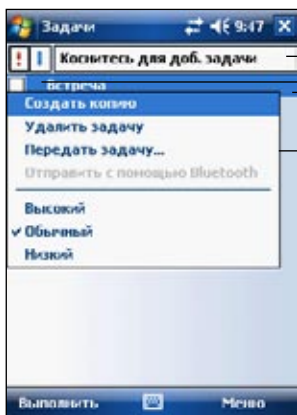 Задачи 9:47
Коснитесь для доб. задачи
Встреча
Создать копию
Удалить задачу
Передать задачу...
Отправить с помощью Bluetooth
Высокий
Обычный
Низкий
Выполнить Меню